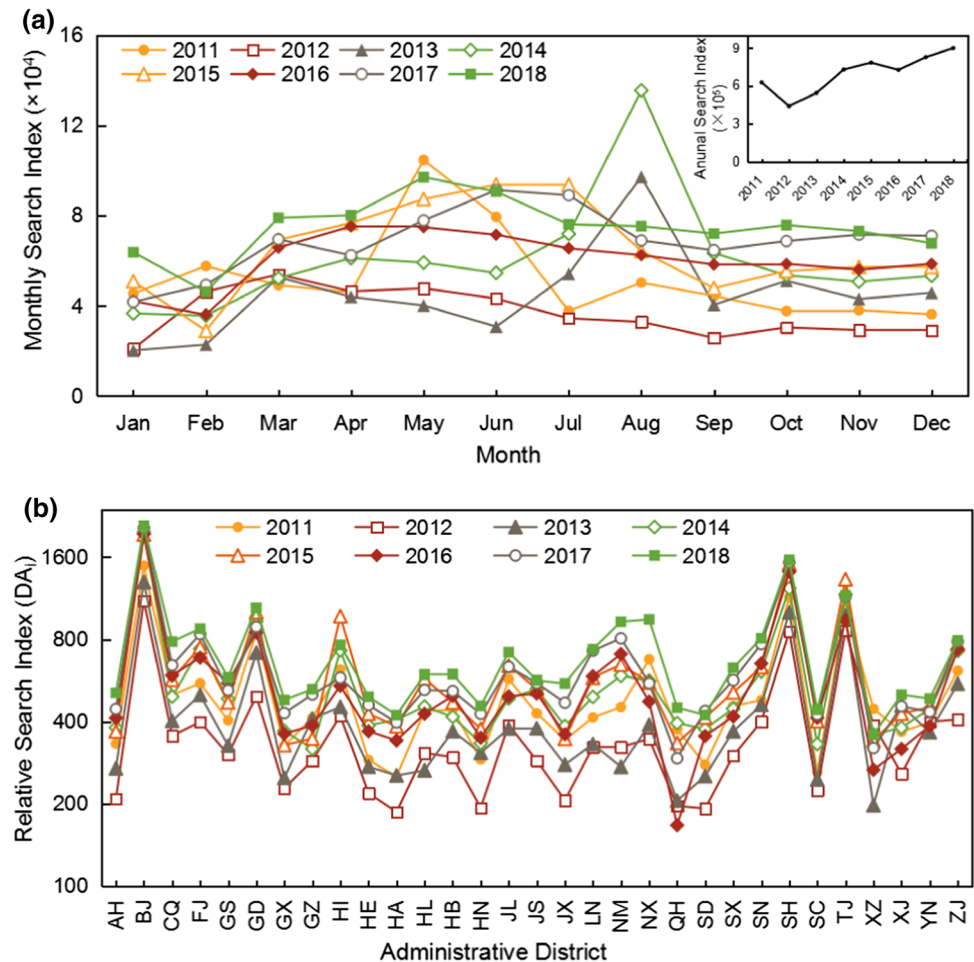 (a)
16
12
8
4
0
Monthly Search Index (×10⁴)
2011 2012 2013 2014
2015 2016 2017 2018
9
6
3
0
Anunal Search Index
(×10⁵)
2011 2012 2013 2014 2015 2016 2017 2018
Jan Feb Mar Apr May Jun Jul Aug Sep Oct Nov Dec
Month
(b)
2011 2012 2013 2014
2015 2016 2017 2018
1600
800
400
200
100
Relative Search Index (DAᵢ)
AH BJ CQ FJ GS GD GX GZ HI HE HA HL HB HN JL JS JX LN NM NX QH SD SX SN SH SC TJ XZ XJ YN ZJ
Administrative District